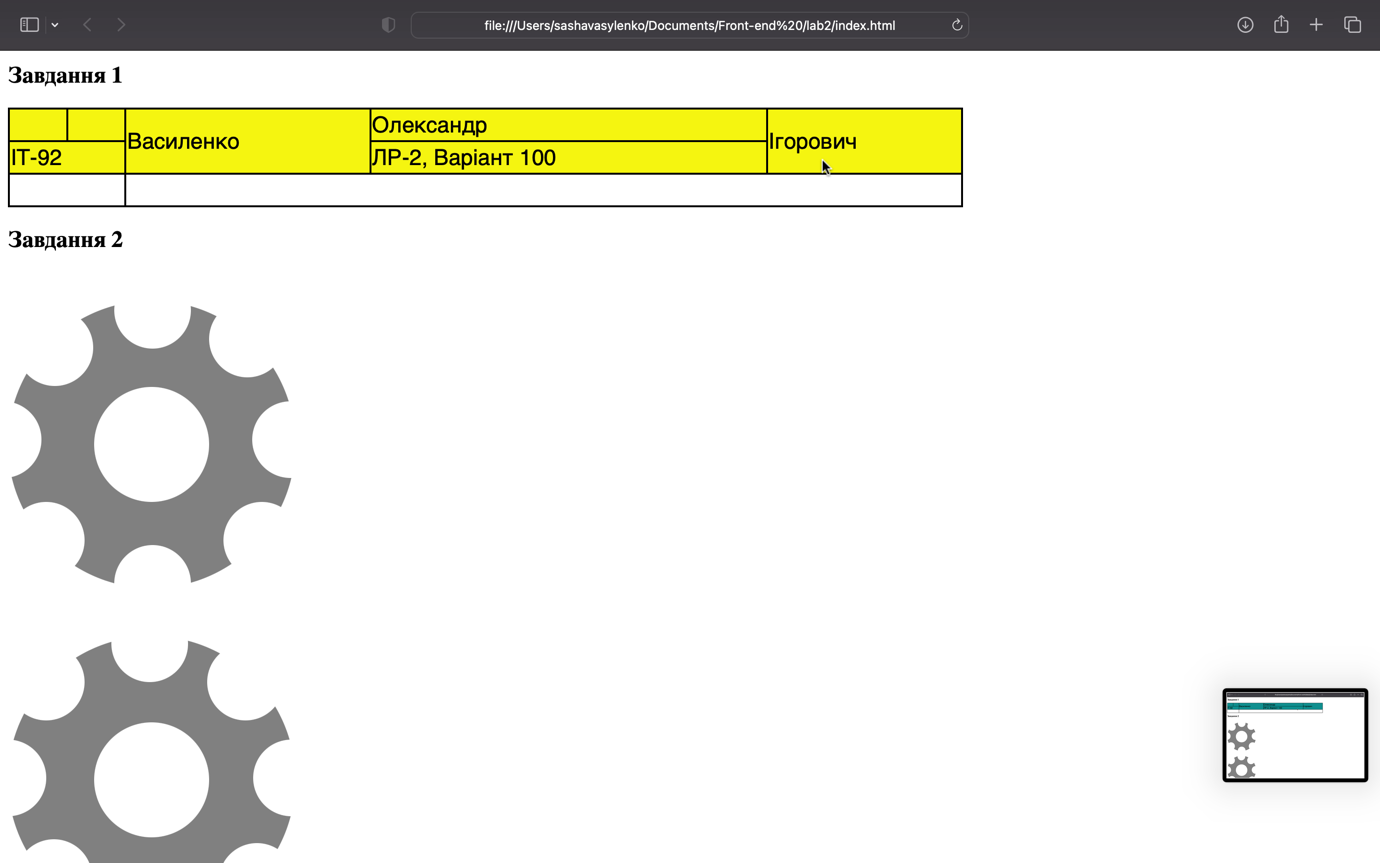 file:///Users/sashavasylenko/Documents/Front-end%20/lab2/index.html
Завдання 1
Василенко
Олександр
Ігорович
ІТ-92
ЛР-2, Варіант 100
Завдання 2